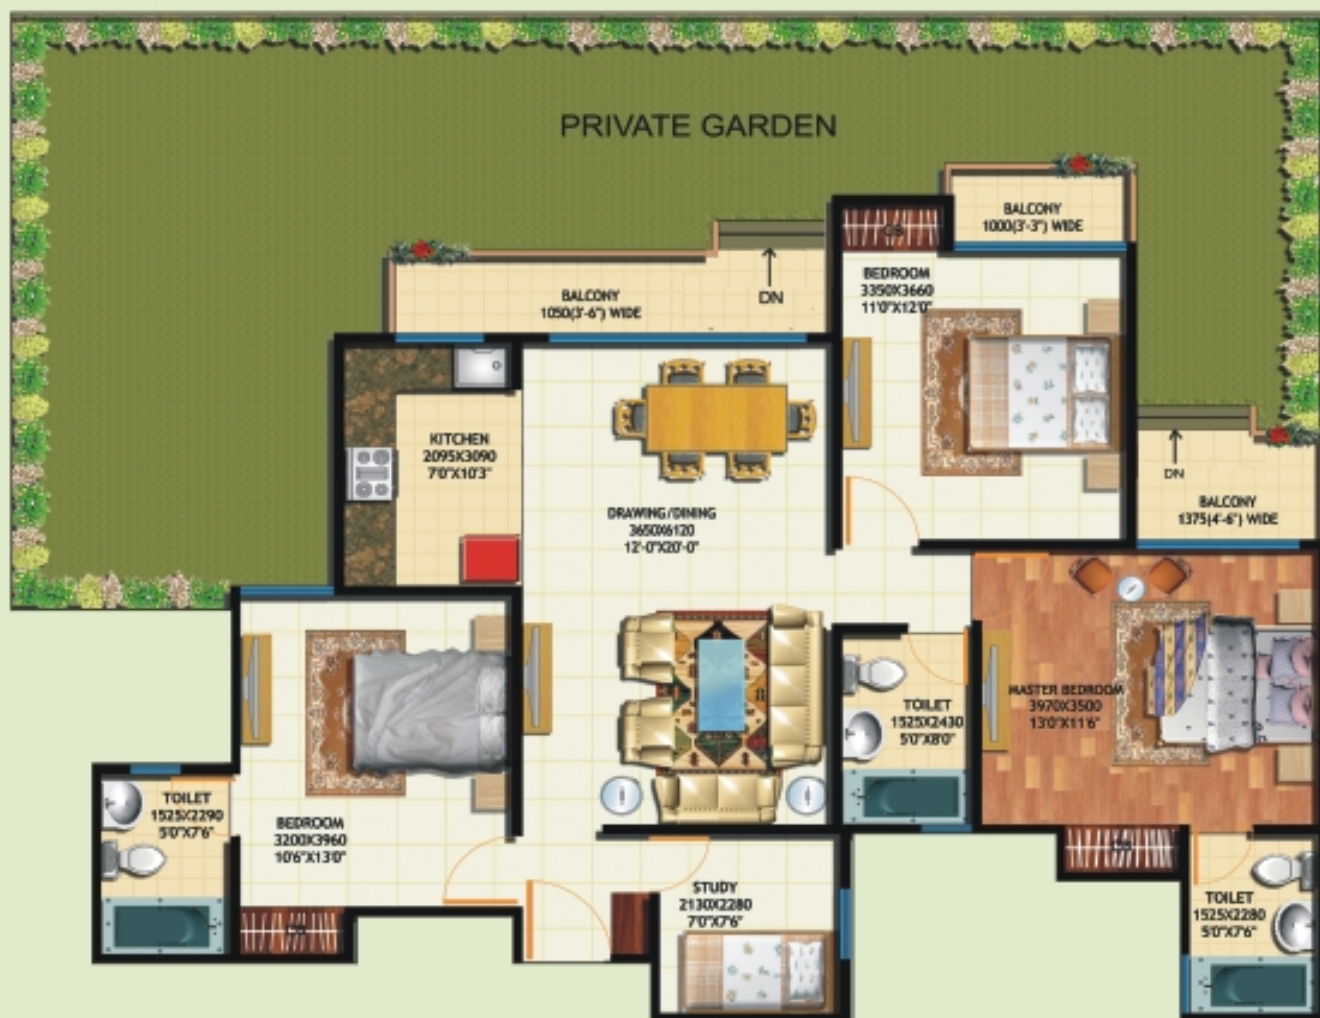 PRIVATE GARDEN
BALCONY
1000(3'-3") WIDE
CB
BEDROOM
3350X3660
11'0"X12'0"
BALCONY
1050(3'-6") WIDE
DN
KITCHEN
2095X3090
7'0"X10'3"
DRAWING/DINING
3650X6120
12'-0"X20'-0"
DN
BALCONY
1375(4'-6") WIDE
MASTER BEDROOM
3970X3500
13'0"X11'6"
TOILET
1525X2430
5'0"X8'0"
TOILET
1525X2290
5'0"X7'6"
BEDROOM
3200X3960
10'6"X13'0"
CB
STUDY
2130X2280
7'0"X7'6"
CB
TOILET
1525X2280
5'0"X7'6"